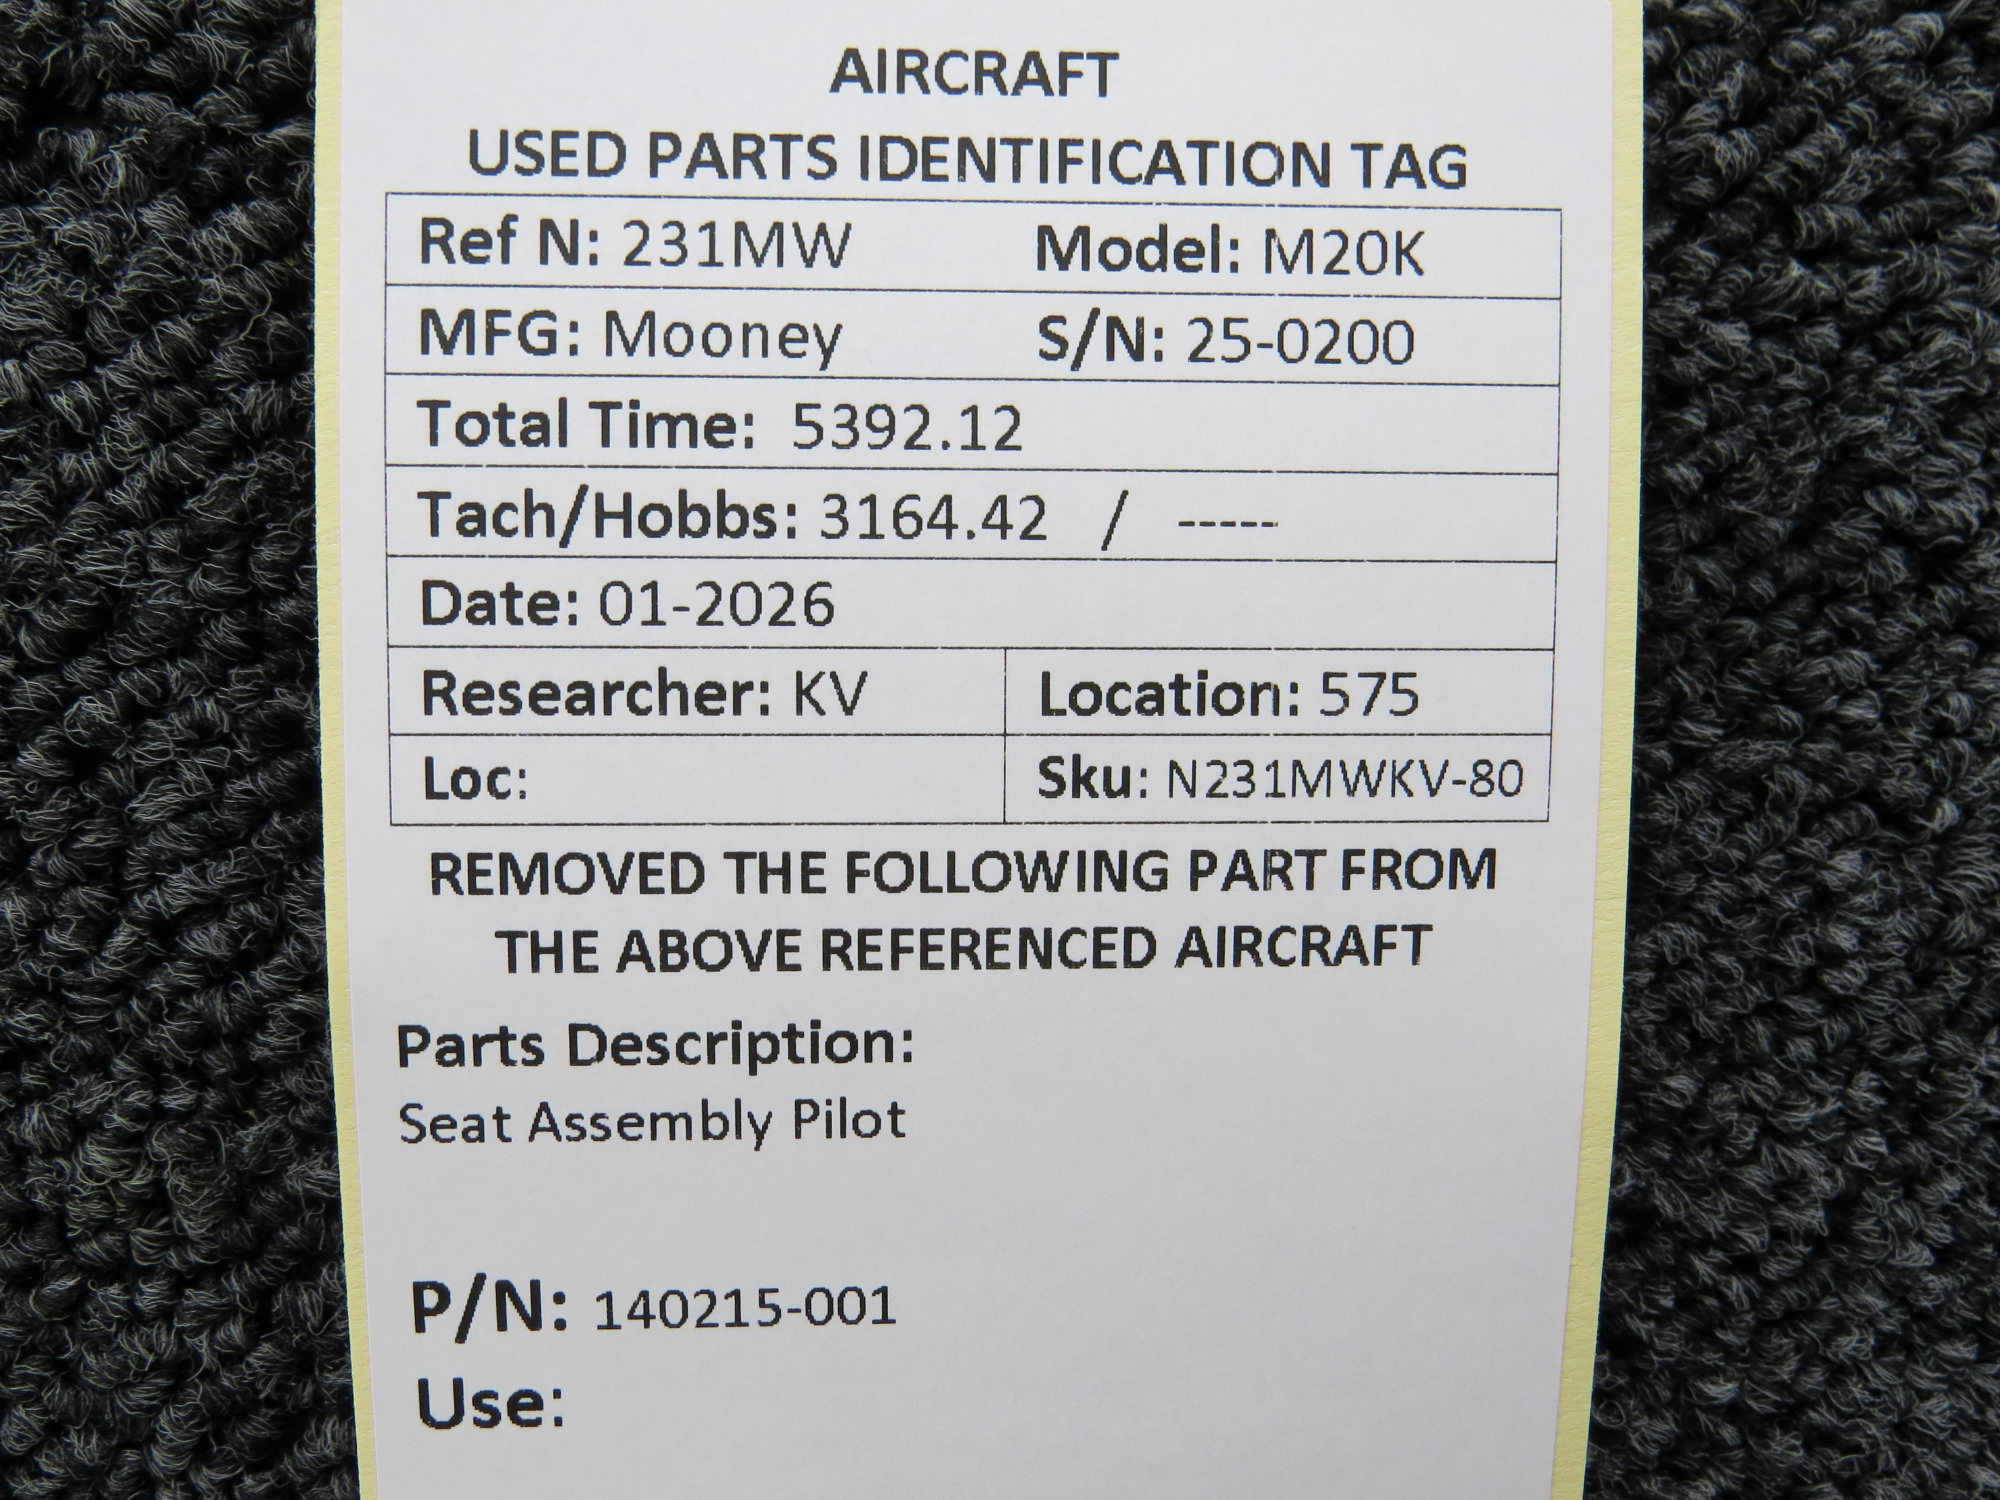 AIRCRAFT
USED PARTS IDENTIFICATION TAG
Ref N: 231MW Model: M20K
MFG: Mooney S/N: 25-0200
Total Time: 5392.12
Tach/Hobbs: 3164.42 / -----
Date: 01-2026
Researcher: KV Location: 575
Loc: Sku: N231MWKV-80
REMOVED THE FOLLOWING PART FROM
THE ABOVE REFERENCED AIRCRAFT
Parts Description:
Seat Assembly Pilot
P/N: 140215-001
Use: